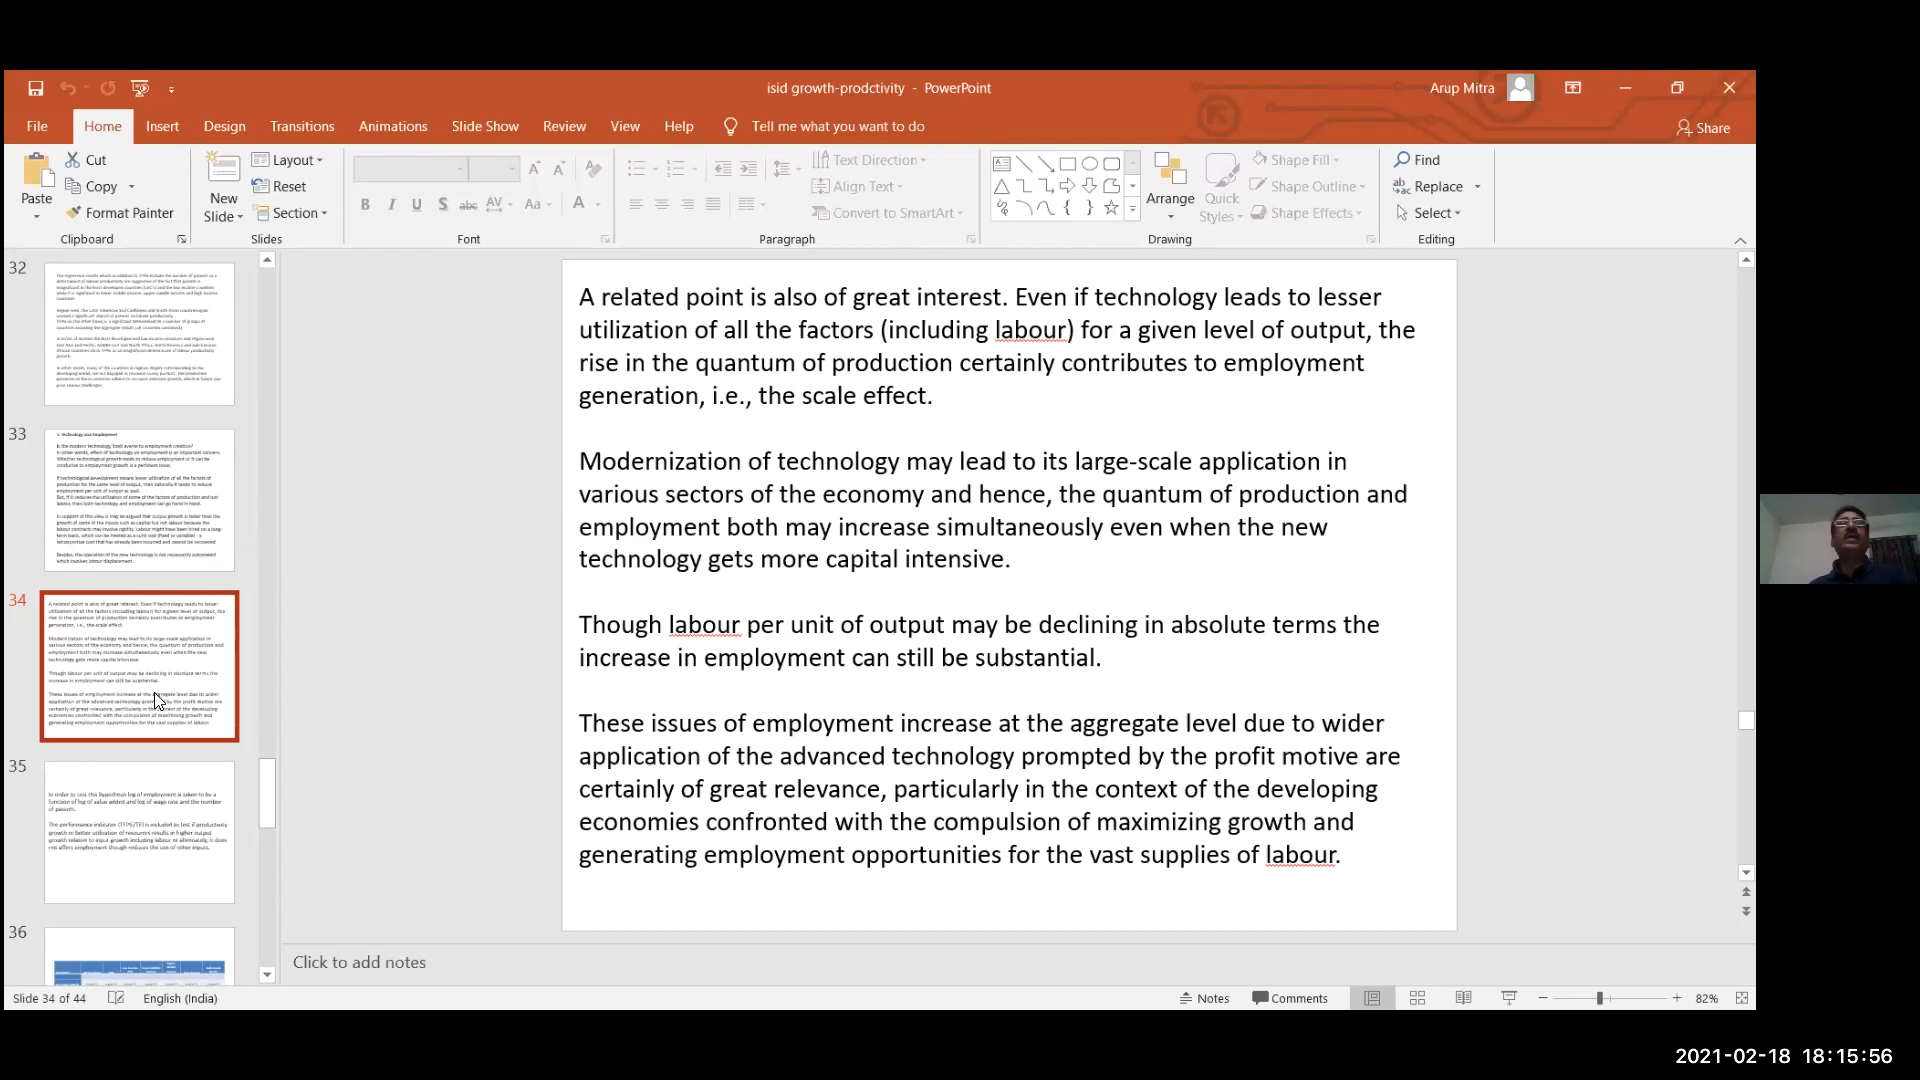 isid growth-prodctivity - PowerPoint
Arup Mitra
File Home Insert Design Transitions Animations Slide Show Review View Help Tell me what you want to do
Share
Paste
Cut
Copy
Format Painter
Clipboard
New
Slide
Layout
Reset
Section
Slides
Font
Text Direction
Align Text
Convert to SmartArt
Paragraph
Arrange
Quick
Styles
Shape Fill
Shape Outline
Shape Effects
Drawing
Find
Replace
Select
Editing
32
33
34
35
36
A related point is also of great interest. Even if technology leads to lesser
utilization of all the factors (including labour) for a given level of output, the
rise in the quantum of production certainly contributes to employment
generation, i.e., the scale effect.
Modernization of technology may lead to its large-scale application in
various sectors of the economy and hence, the quantum of production and
employment both may increase simultaneously even when the new
technology gets more capital intensive.
Though labour per unit of output may be declining in absolute terms the
increase in employment can still be substantial.
These issues of employment increase at the aggregate level due to wider
application of the advanced technology prompted by the profit motive are
certainly of great relevance, particularly in the context of the developing
economies confronted with the compulsion of maximizing growth and
generating employment opportunities for the vast supplies of labour.
Click to add notes
Slide 34 of 44
English (India)
Notes
Comments
82%
2021-02-18 18:15:56